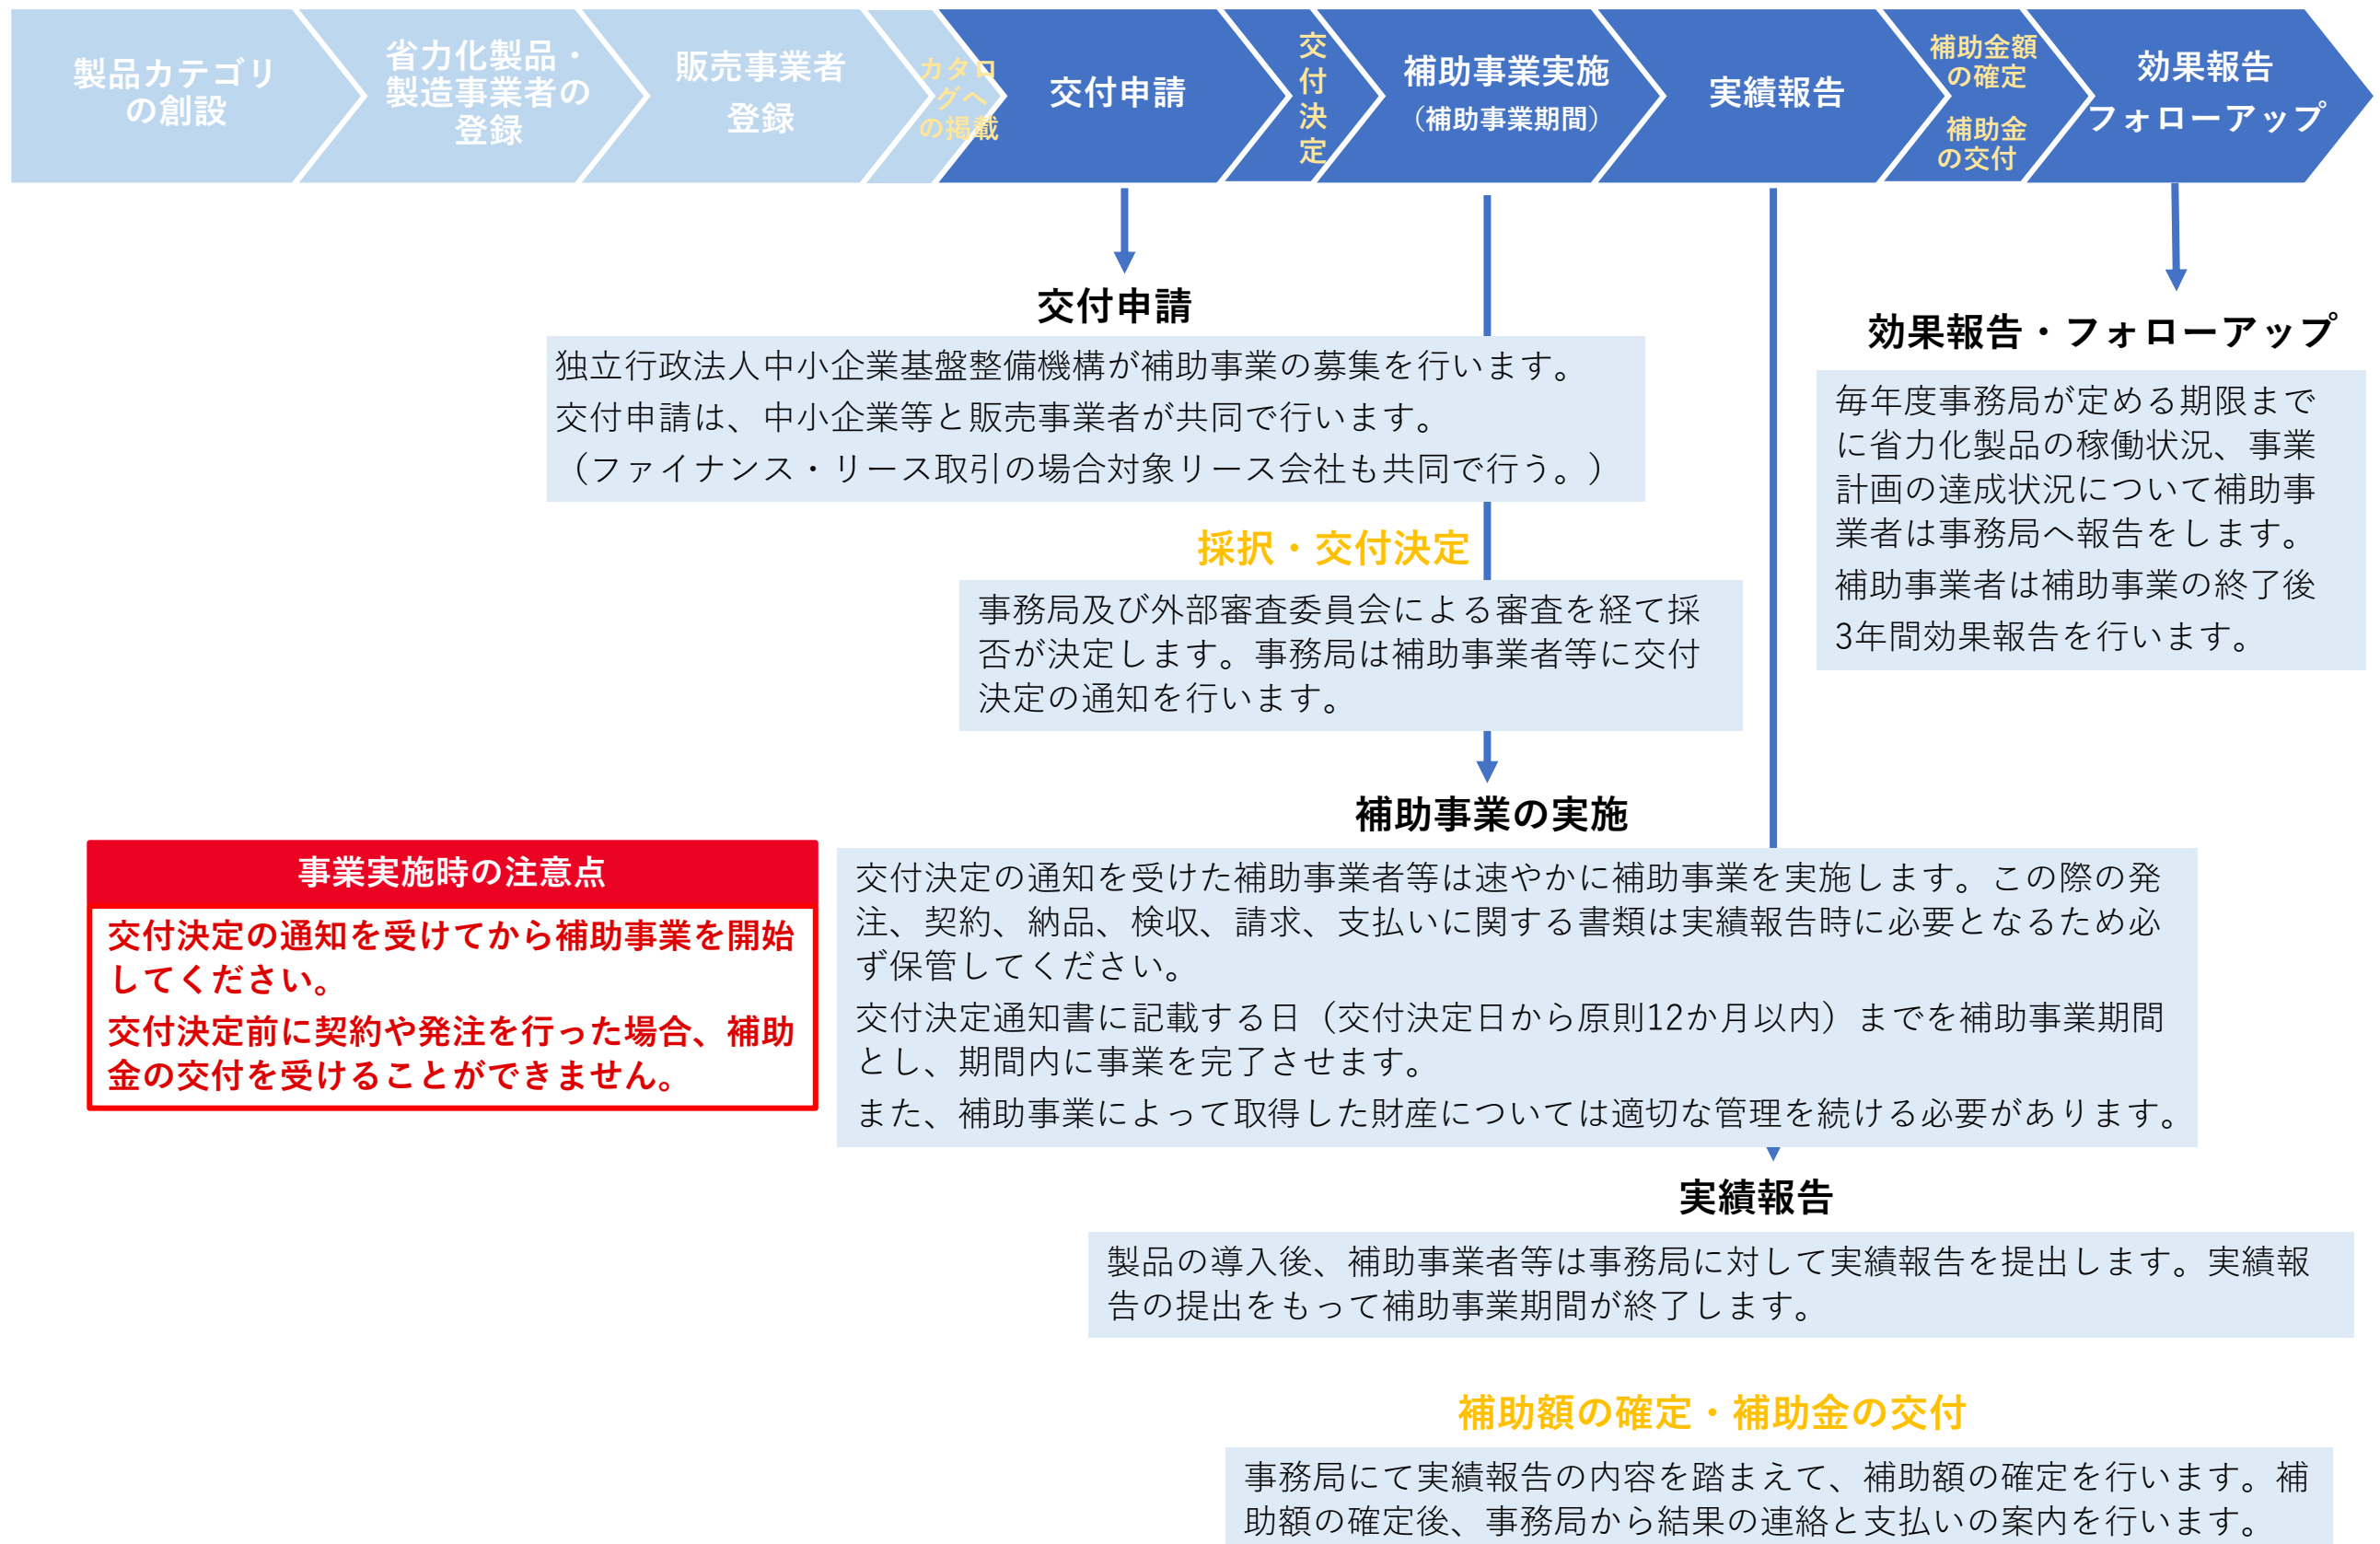 製品カテゴリ
の創設
省力化製品・
製造事業者の
登録
販売事業者
登録
カタロ
グへ
の掲載
交付申請
交
付
決
定
補助事業実施
（補助事業期間）
実績報告
補助金額
の確定
補助金
の交付
効果報告
フォローアップ
交付申請
独立行政法人中小企業基盤整備機構が補助事業の募集を行います。
交付申請は、中小企業等と販売事業者が共同で行います。
（ファイナンス・リース取引の場合対象リース会社も共同で行う。）
採択・交付決定
事務局及び外部審査委員会による審査を経て採
否が決定します。事務局は補助事業者等に交付
決定の通知を行います。
効果報告・フォローアップ
毎年度事務局が定める期限まで
に省力化製品の稼働状況、事業
計画の達成状況について補助事
業者は事務局へ報告をします。
補助事業者は補助事業の終了後
3年間効果報告を行います。
補助事業の実施
交付決定の通知を受けた補助事業者等は速やかに補助事業を実施します。この際の発
注、契約、納品、検収、請求、支払いに関する書類は実績報告時に必要となるため必
ず保管してください。
交付決定通知書に記載する日（交付決定日から原則12か月以内）までを補助事業期間
とし、期間内に事業を完了させます。
また、補助事業によって取得した財産については適切な管理を続ける必要があります。
事業実施時の注意点
交付決定の通知を受けてから補助事業を開始
してください。
交付決定前に契約や発注を行った場合、補助
金の交付を受けることができません。
実績報告
製品の導入後、補助事業者等は事務局に対して実績報告を提出します。実績報
告の提出をもって補助事業期間が終了します。
補助額の確定・補助金の交付
事務局にて実績報告の内容を踏まえて、補助額の確定を行います。補
助額の確定後、事務局から結果の連絡と支払いの案内を行います。